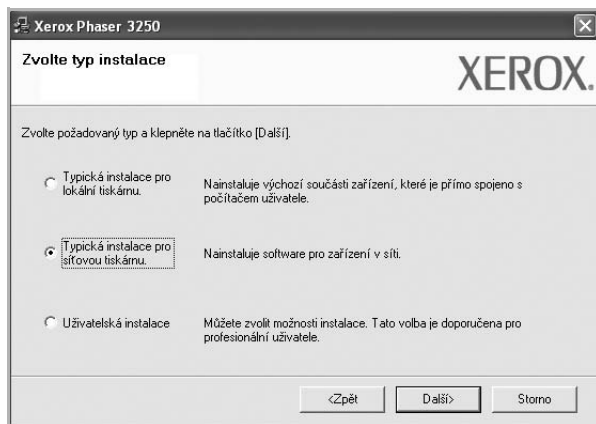 Xerox Phaser 3250
Zvolte typ instalace
XEROX.
Zvolte požadovaný typ a klepněte na tlačítko [Další].
Typická instalace pro
lokální tiskárnu.
Nainstaluje výchozí součásti zařízení, které je přímo spojeno s
počítačem uživatele.
Typická instalace pro
síťovou tiskárnu.
Nainstaluje software pro zařízení v síti.
Uživatelská instalace
Můžete zvolit možnosti instalace. Tato volba je doporučena pro
profesionální uživatele.
<Zpět
Další>
Storno